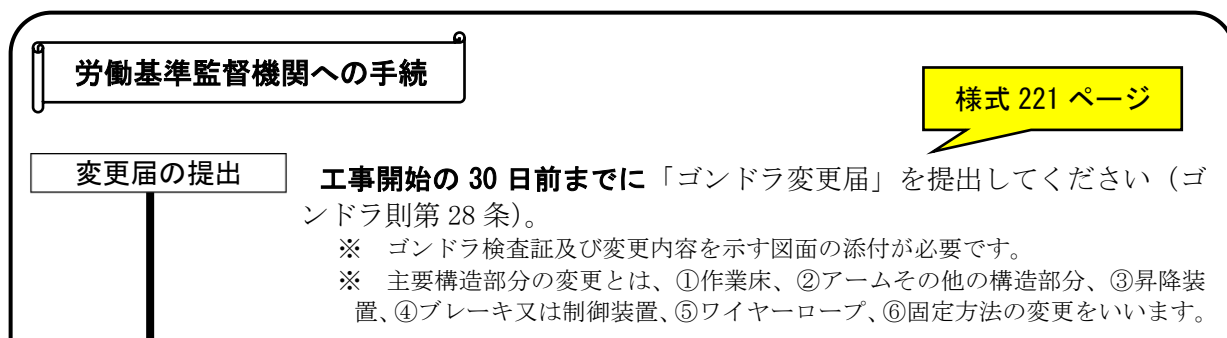 労働基準監督機関への手続
様式 221 ページ
変更届の提出
工事開始の 30 日前までに「ゴンドラ変更届」を提出してください（ゴ
ンドラ則第 28 条）。
※　ゴンドラ検査証及び変更内容を示す図面の添付が必要です。
※　主要構造部分の変更とは、①作業床、②アームその他の構造部分、③昇降装
置、④ブレーキ又は制御装置、⑤ワイヤーロープ、⑥固定方法の変更をいいます。